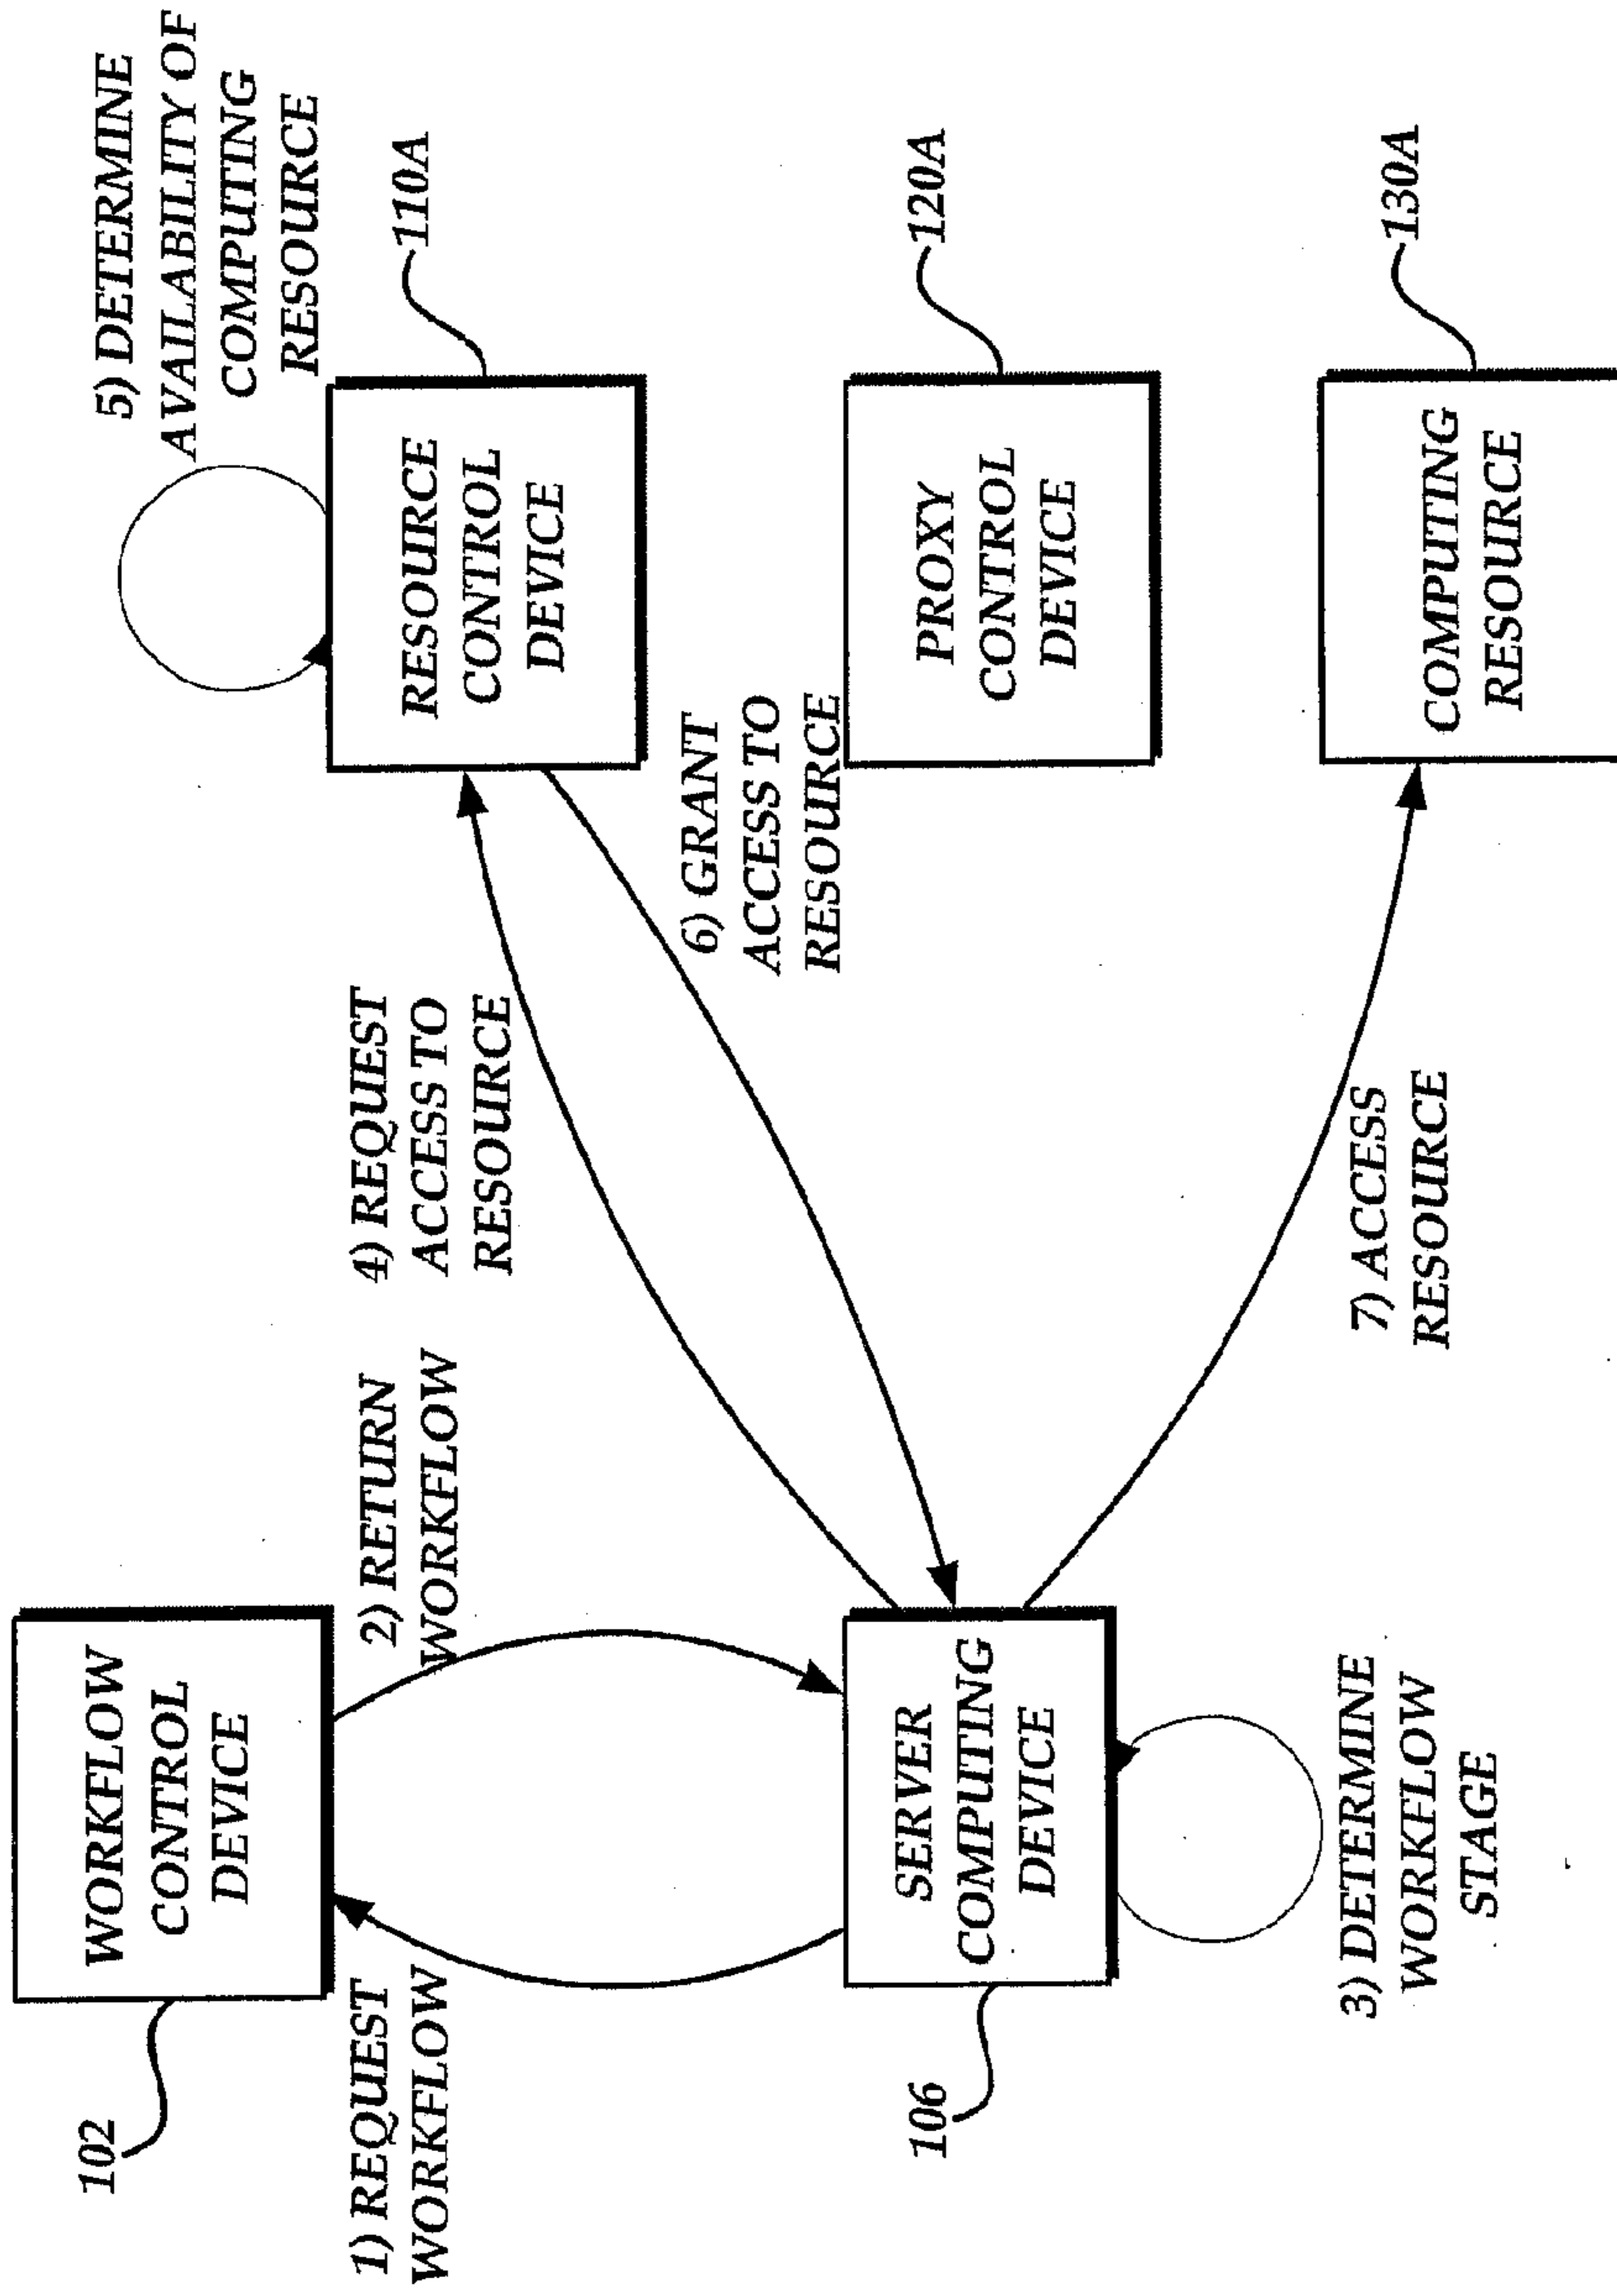 102
WORKFLOW
CONTROL
DEVICE
1) REQUEST
WORKFLOW
2) RETURN
WORKFLOW
106
SERVER
COMPUTING
DEVICE
3) DETERMINE
WORKFLOW
STAGE
4) REQUEST
ACCESS TO
RESOURCE
5) DETERMINE
AVAILABILITY OF
COMPUTING
RESOURCE
RESOURCE
CONTROL
DEVICE
110A
6) GRANT
ACCESS TO
RESOURCE
PROXY
CONTROL
DEVICE
120A
7) ACCESS
RESOURCE
COMPUTING
RESOURCE
130A